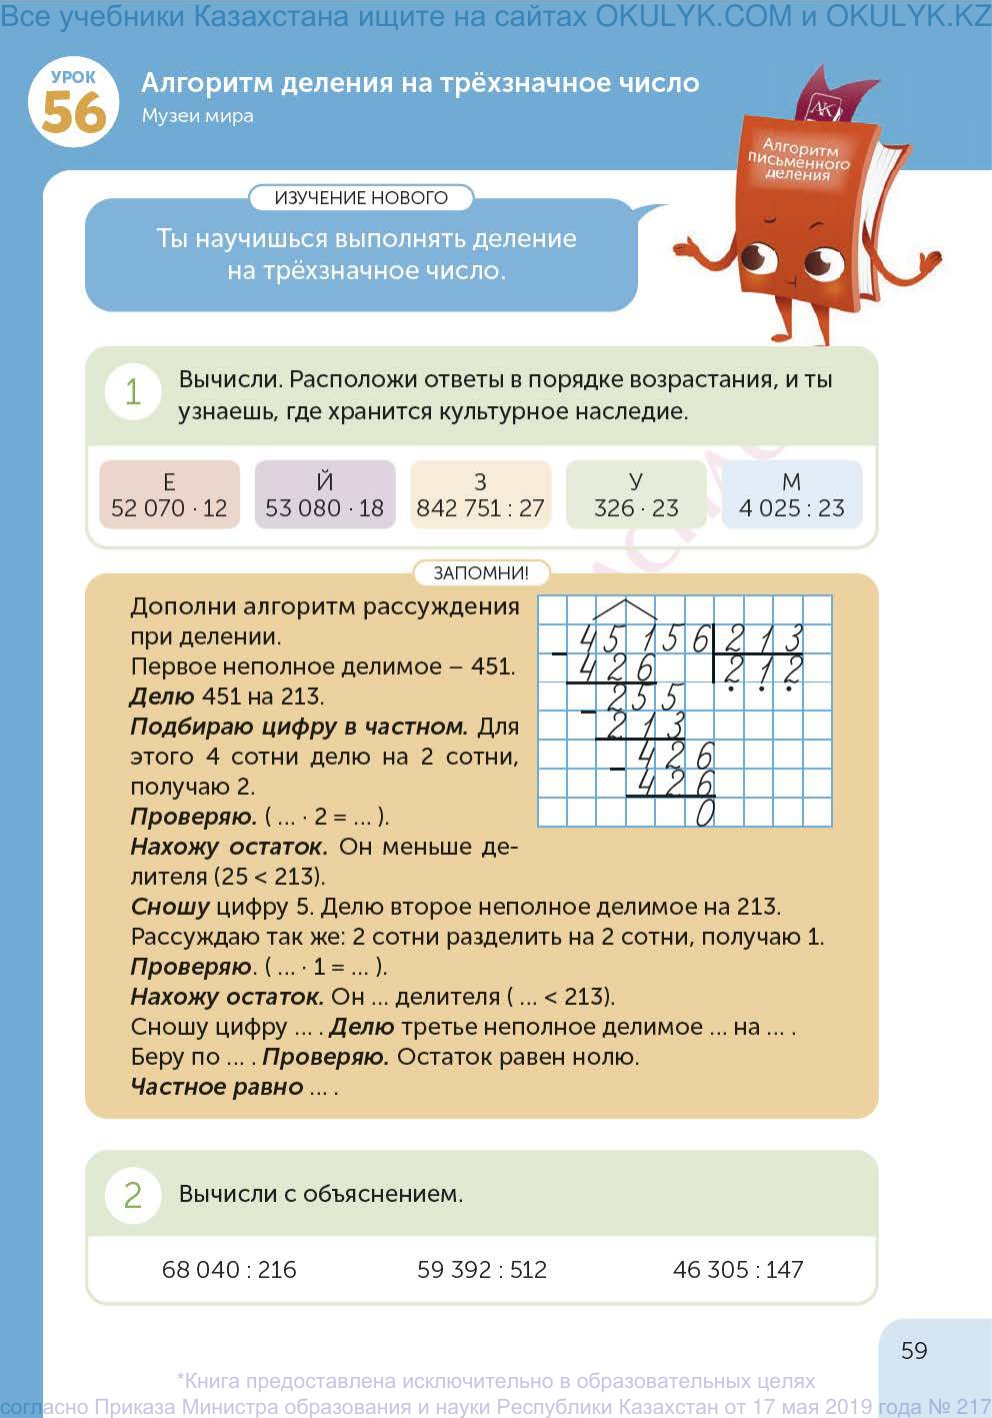 Все учебники Казахстана ищите на сайтах OKULYK.COM и OKULYK.KZ
УРОК
56
Алгоритм деления на трёхзначное число
Музеи мира
АК
Алгоритм
письменного
деления
ИЗУЧЕНИЕ НОВОГО
Ты научишься выполнять деление
на трёхзначное число.
1
Вычисли. Расположи ответы в порядке возрастания, и ты
узнаешь, где хранится культурное наследие.
Е
52 070 · 12
Й
53 080 · 18
З
842 751 : 27
У
326 · 23
М
4 025 : 23
ЗАПОМНИ!
Дополни алгоритм рассуждения
при делении.
Первое неполное делимое – 451.
Делю 451 на 213.
Подбираю цифру в частном. Для
этого 4 сотни делю на 2 сотни,
получаю 2.
Проверяю. ( ... · 2 = ... ).
Нахожу остаток. Он меньше де-
лителя (25 < 213).
Сношу цифру 5. Делю второе неполное делимое на 213.
Рассуждаю так же: 2 сотни разделить на 2 сотни, получаю 1.
Проверяю. ( ... · 1 = ... ).
Нахожу остаток. Он ... делителя ( ... < 213).
Сношу цифру ... . Делю третье неполное делимое ... на ... .
Беру по ... . Проверяю. Остаток равен нолю.
Частное равно ... .
45156 213
– 426 212
– 255
213
– 426
426
0
2
Вычисли с объяснением.
68 040 : 216
59 392 : 512
46 305 : 147
59
*Книга предоставлена исключительно в образовательных целях
согласно Приказа Министра образования и науки Республики Казахстан от 17 мая 2019 года № 217